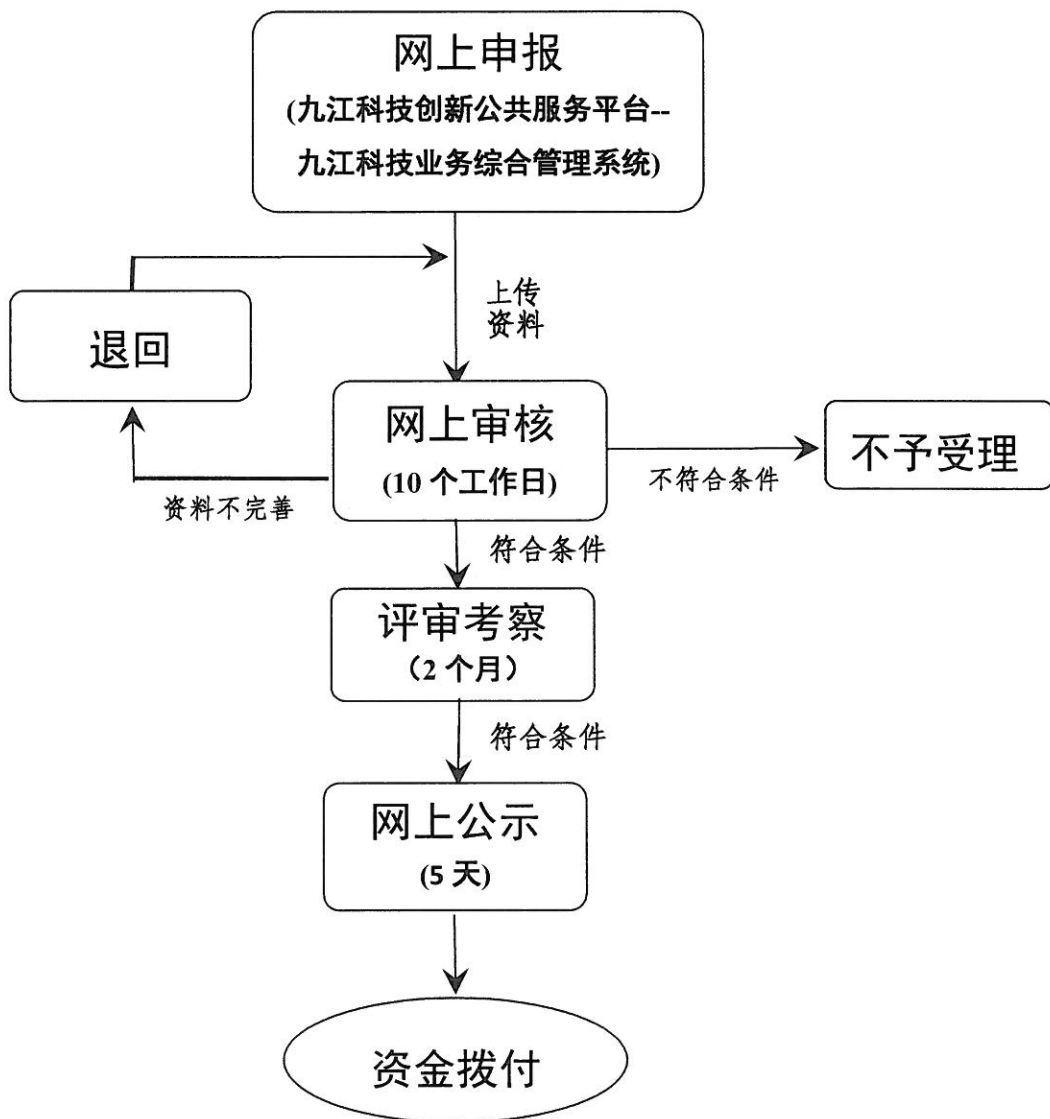 网上申报
(九江科技创新公共服务平台--
九江科技业务综合管理系统)
上传
资料
退回
网上审核
(10 个工作日)
不予受理
不符合条件
资料不完善
符合条件
评审考察
（2 个月）
符合条件
网上公示
(5 天)
资金拨付